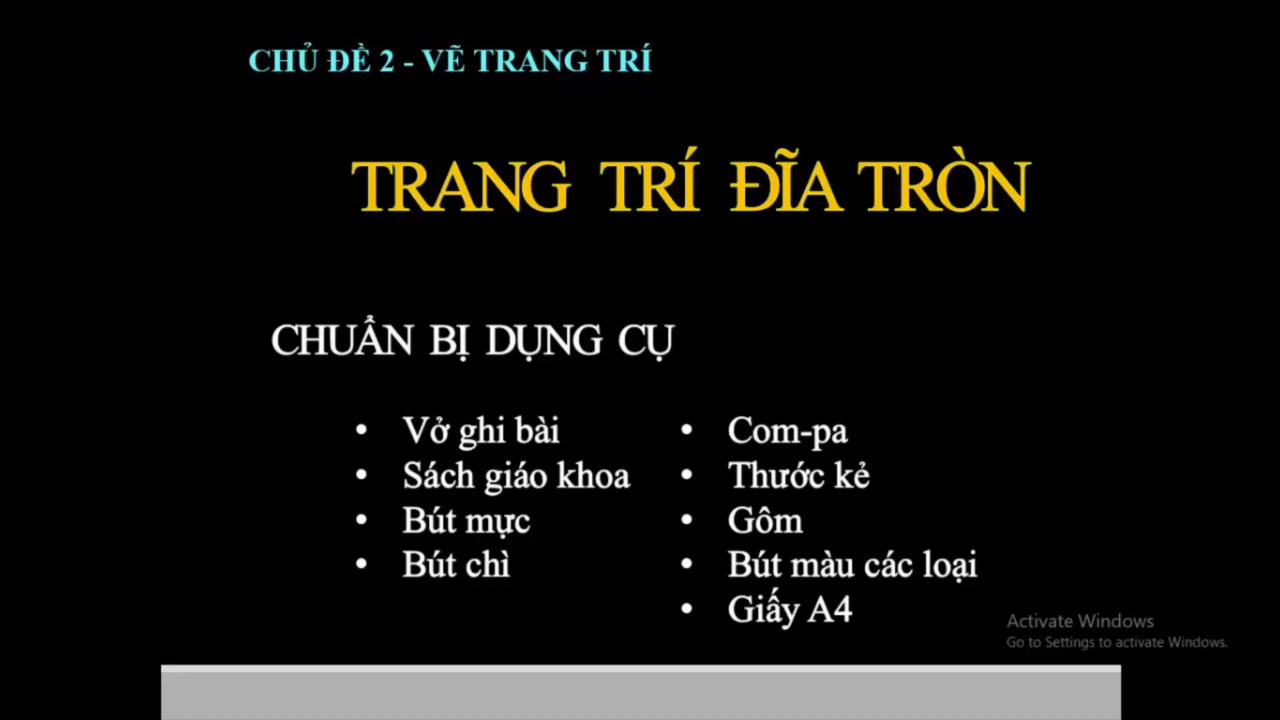 CHỦ ĐỀ 2 - VẼ TRANG TRÍ
TRANG TRÍ ĐĨA TRÒN
CHUẨN BỊ DỤNG CỤ
• Vở ghi bài
• Sách giáo khoa
• Bút mực
• Bút chì
• Com-pa
• Thước kẻ
• Gôm
• Bút màu các loại
• Giấy A4
Activate Windows
Go to Settings to activate Windows.